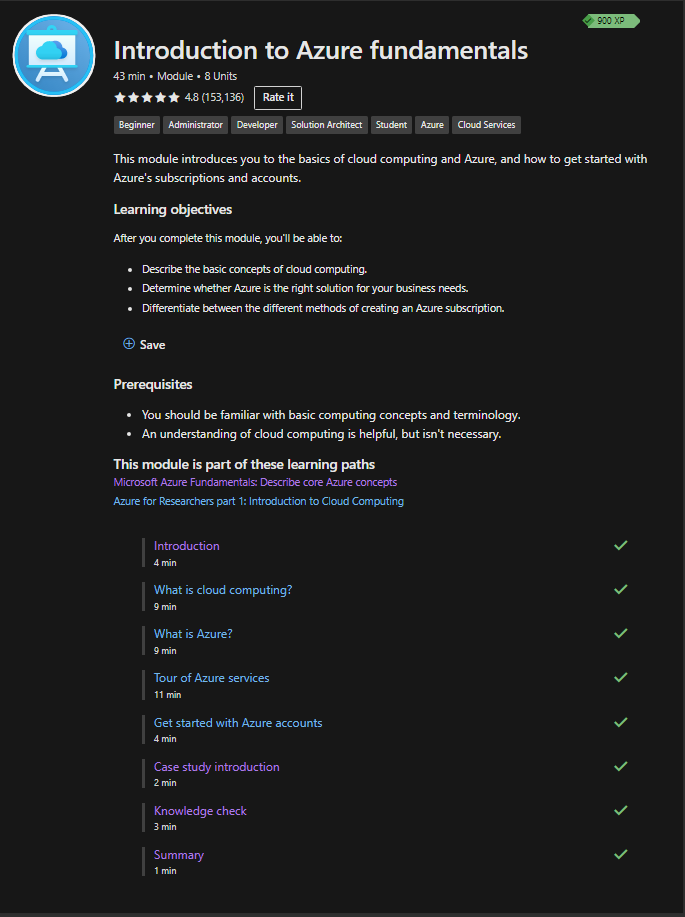 900 XP
Introduction to Azure fundamentals
43 min • Module • 8 Units
4.8 (153,136) Rate it
Beginner Administrator Developer Solution Architect Student Azure Cloud Services
This module introduces you to the basics of cloud computing and Azure, and how to get started with
Azure's subscriptions and accounts.
Learning objectives
After you complete this module, you'll be able to:
• Describe the basic concepts of cloud computing.
• Determine whether Azure is the right solution for your business needs.
• Differentiate between the different methods of creating an Azure subscription.
Save
Prerequisites
• You should be familiar with basic computing concepts and terminology.
• An understanding of cloud computing is helpful, but isn't necessary.
This module is part of these learning paths
Microsoft Azure Fundamentals: Describe core Azure concepts
Azure for Researchers part 1: Introduction to Cloud Computing
Introduction
4 min
What is cloud computing?
9 min
What is Azure?
9 min
Tour of Azure services
11 min
Get started with Azure accounts
4 min
Case study introduction
2 min
Knowledge check
3 min
Summary
1 min